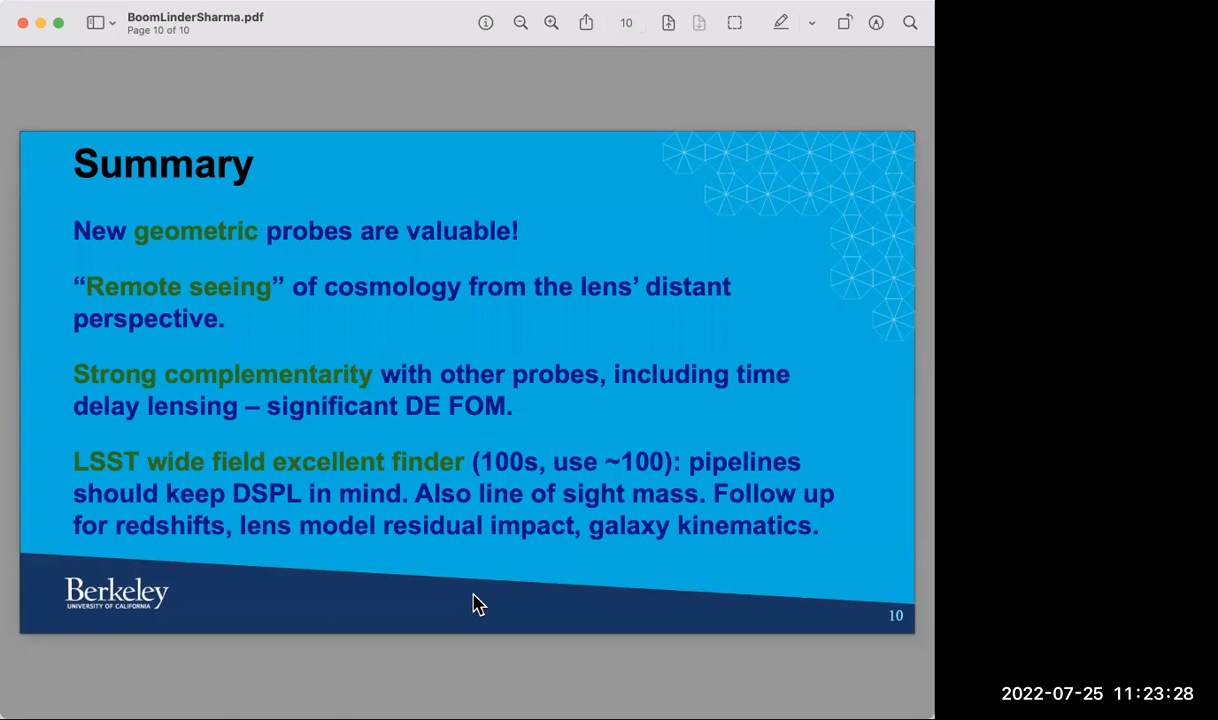 BoomLinderSharma.pdf
Page 10 of 10
10
Summary
New geometric probes are valuable!
“Remote seeing” of cosmology from the lens’ distant
perspective.
Strong complementarity with other probes, including time
delay lensing – significant DE FOM.
LSST wide field excellent finder (100s, use ~100): pipelines
should keep DSPL in mind. Also line of sight mass. Follow up
for redshifts, lens model residual impact, galaxy kinematics.
Berkeley
UNIVERSITY OF CALIFORNIA
10
2022-07-25 11:23:28